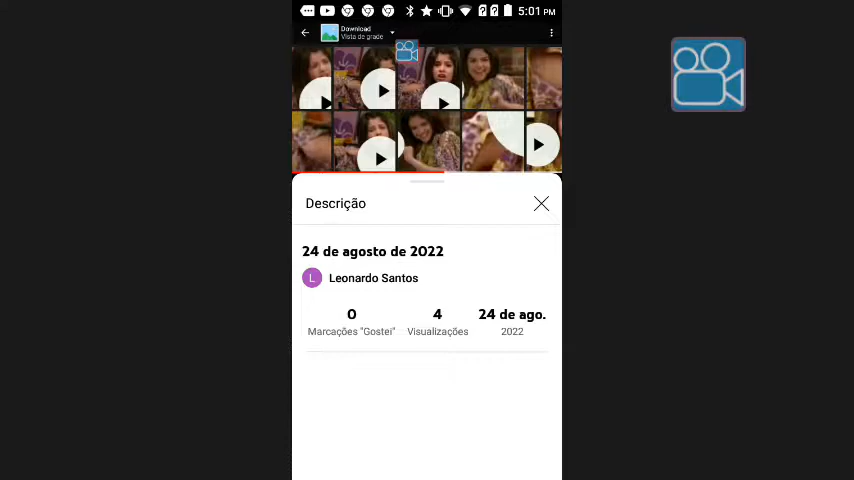 5:01 PM
Download
Vista de grade
Descrição
24 de agosto de 2022
L Leonardo Santos
0 4 24 de ago.
Marcações "Gostei" Visualizações 2022